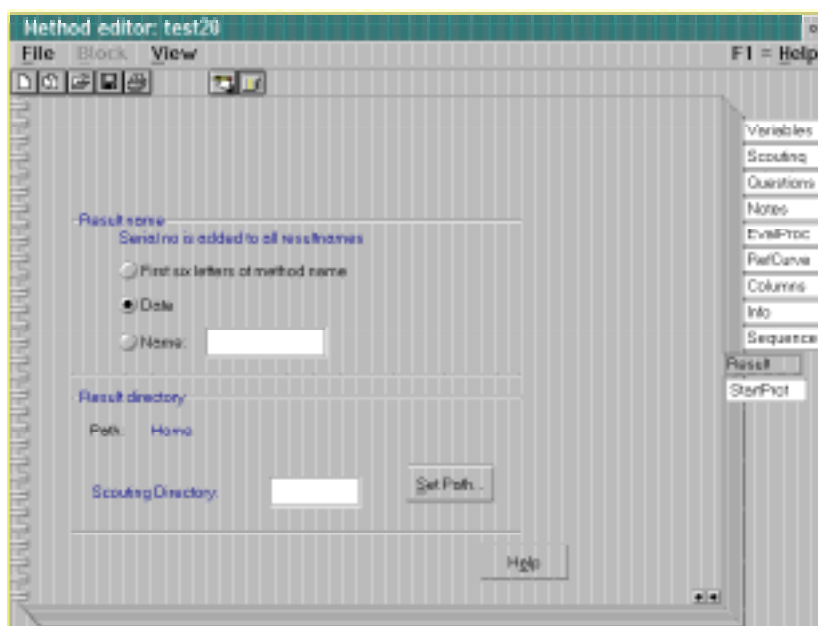 Method editor: test20
File Block View F1 = Help
Variables
Scouting
Questions
Notes
EvalProc
RefCurve
Columns
Info
Sequence
Result
StartProt
Result name
Serial no is added to all resultnames
First six letters of method name
Date
Name:
Result directory
Path: Home
Scouting Directory:
Set Path...
Help